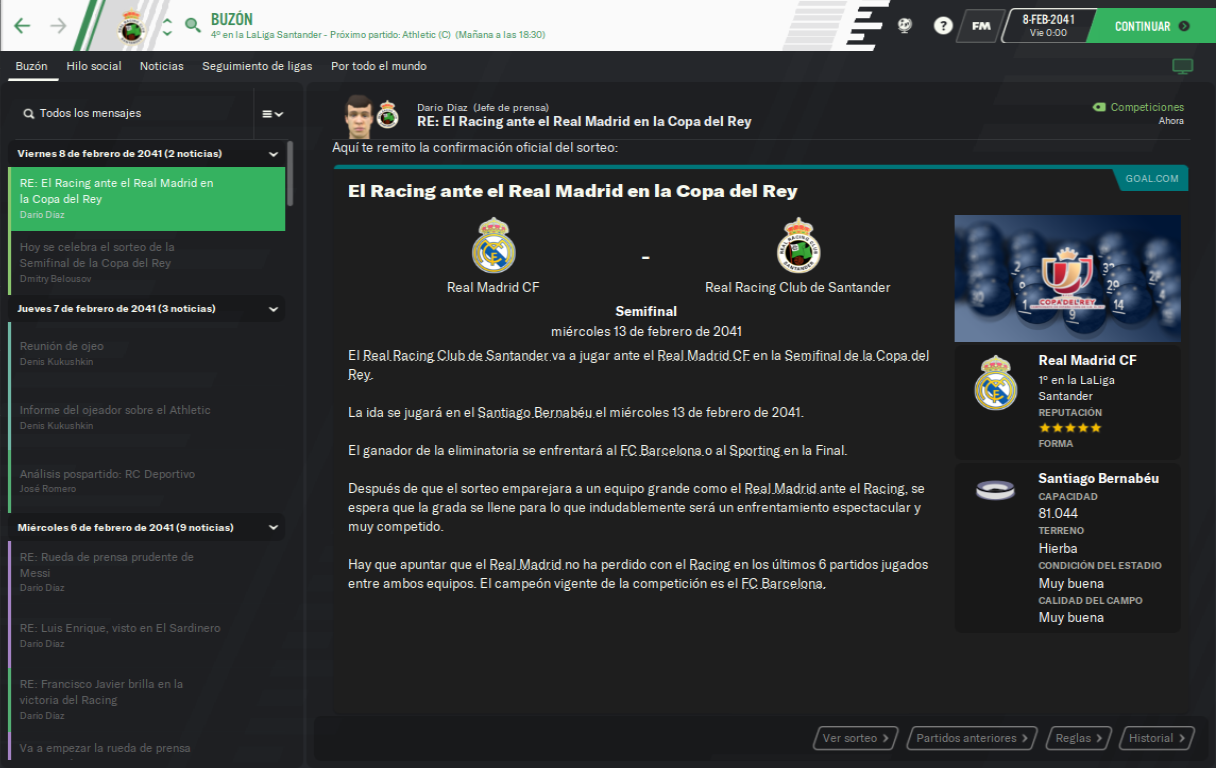 BUZÓN
4º en la LaLiga Santander - Próximo partido: Athletic (C) (Mañana a las 18:30)
?
FM
8-FEB-2041
Vie 0:00
CONTINUAR
Buzón
Hilo social
Noticias
Seguimiento de ligas
Por todo el mundo
Todos los mensajes
Viernes 8 de febrero de 2041 (2 noticias)
RE: El Racing ante el Real Madrid en
la Copa del Rey
Dario Diaz
Hoy se celebra el sorteo de la
Semifinal de la Copa del Rey
Dmitry Belousov
Jueves 7 de febrero de 2041 (3 noticias)
Reunión de ojeo
Denis Kukushkin
Informe del ojeador sobre el Athletic
Denis Kukushkin
Análisis pospartido: RC Deportivo
José Romero
Miércoles 6 de febrero de 2041 (9 noticias)
RE: Rueda de prensa prudente de
Messi
Dario Diaz
RE: Luis Enrique, visto en El Sardinero
Dario Diaz
RE: Francisco Javier brilla en la
victoria del Racing
Dario Diaz
Va a empezar la rueda de prensa
Dario Diaz (Jefe de prensa)
RE: El Racing ante el Real Madrid en la Copa del Rey
Competiciones
Ahora
Aquí te remito la confirmación oficial del sorteo:
GOAL.COM
El Racing ante el Real Madrid en la Copa del Rey
-
Real Madrid CF
Real Racing Club de Santander
Semifinal
miércoles 13 de febrero de 2041
El Real Racing Club de Santander va a jugar ante el Real Madrid CF en la Semifinal de la Copa del
Rey.
La ida se jugará en el Santiago Bernabéu el miércoles 13 de febrero de 2041.
El ganador de la eliminatoria se enfrentará al FC Barcelona o al Sporting en la Final.
Después de que el sorteo emparejara a un equipo grande como el Real Madrid ante el Racing, se
espera que la grada se llene para lo que indudablemente será un enfrentamiento espectacular y
muy competido.
Hay que apuntar que el Real Madrid no ha perdido con el Racing en los últimos 6 partidos jugados
entre ambos equipos. El campeón vigente de la competición es el FC Barcelona.
COPA DEL REY
Real Madrid CF
1º en la LaLiga
Santander
REPUTACIÓN
FORMA
Santiago Bernabéu
CAPACIDAD
81.044
TERRENO
Hierba
CONDICIÓN DEL ESTADIO
Muy buena
CALIDAD DEL CAMPO
Muy buena
Ver sorteo
Partidos anteriores
Reglas
Historial